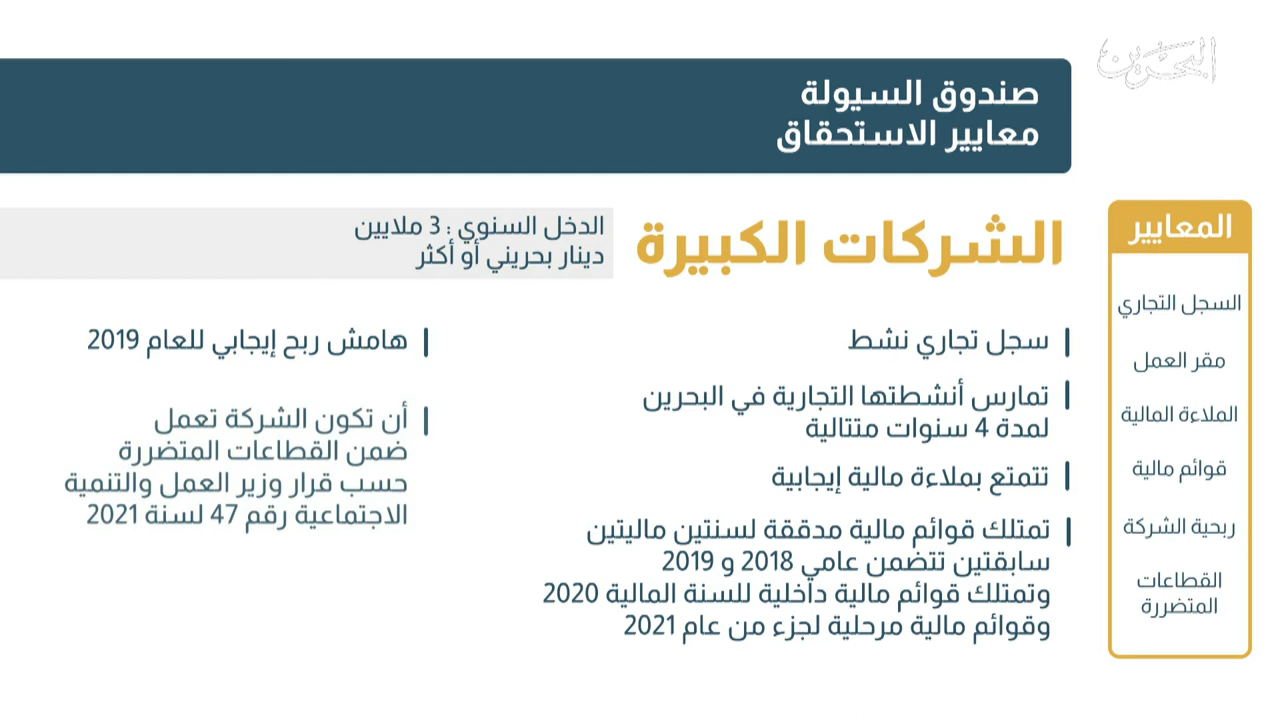 البحرين
صندوق السيولة
معايير الاستحقاق
المعايير
السجل التجاري
مقر العمل
الملاءة المالية
قوائم مالية
ربحية الشركة
القطاعات
المتضررة
الشركات الكبيرة
الدخل السنوي : 3 ملايين
دينار بحريني أو أكثر
سجل تجاري نشط
تمارس أنشطتها التجارية في البحرين
لمدة 4 سنوات متتالية
تتمتع بملاءة مالية إيجابية
تمتلك قوائم مالية مدققة لسنتين ماليتين
سابقتين تتضمن عامي 2018 و 2019
وتمتلك قوائم مالية داخلية للسنة المالية 2020
وقوائم مالية مرحلية لجزء من عام 2021
هامش ربح إيجابي للعام 2019
أن تكون الشركة تعمل
ضمن القطاعات المتضررة
حسب قرار وزير العمل والتنمية
الاجتماعية رقم 47 لسنة 2021